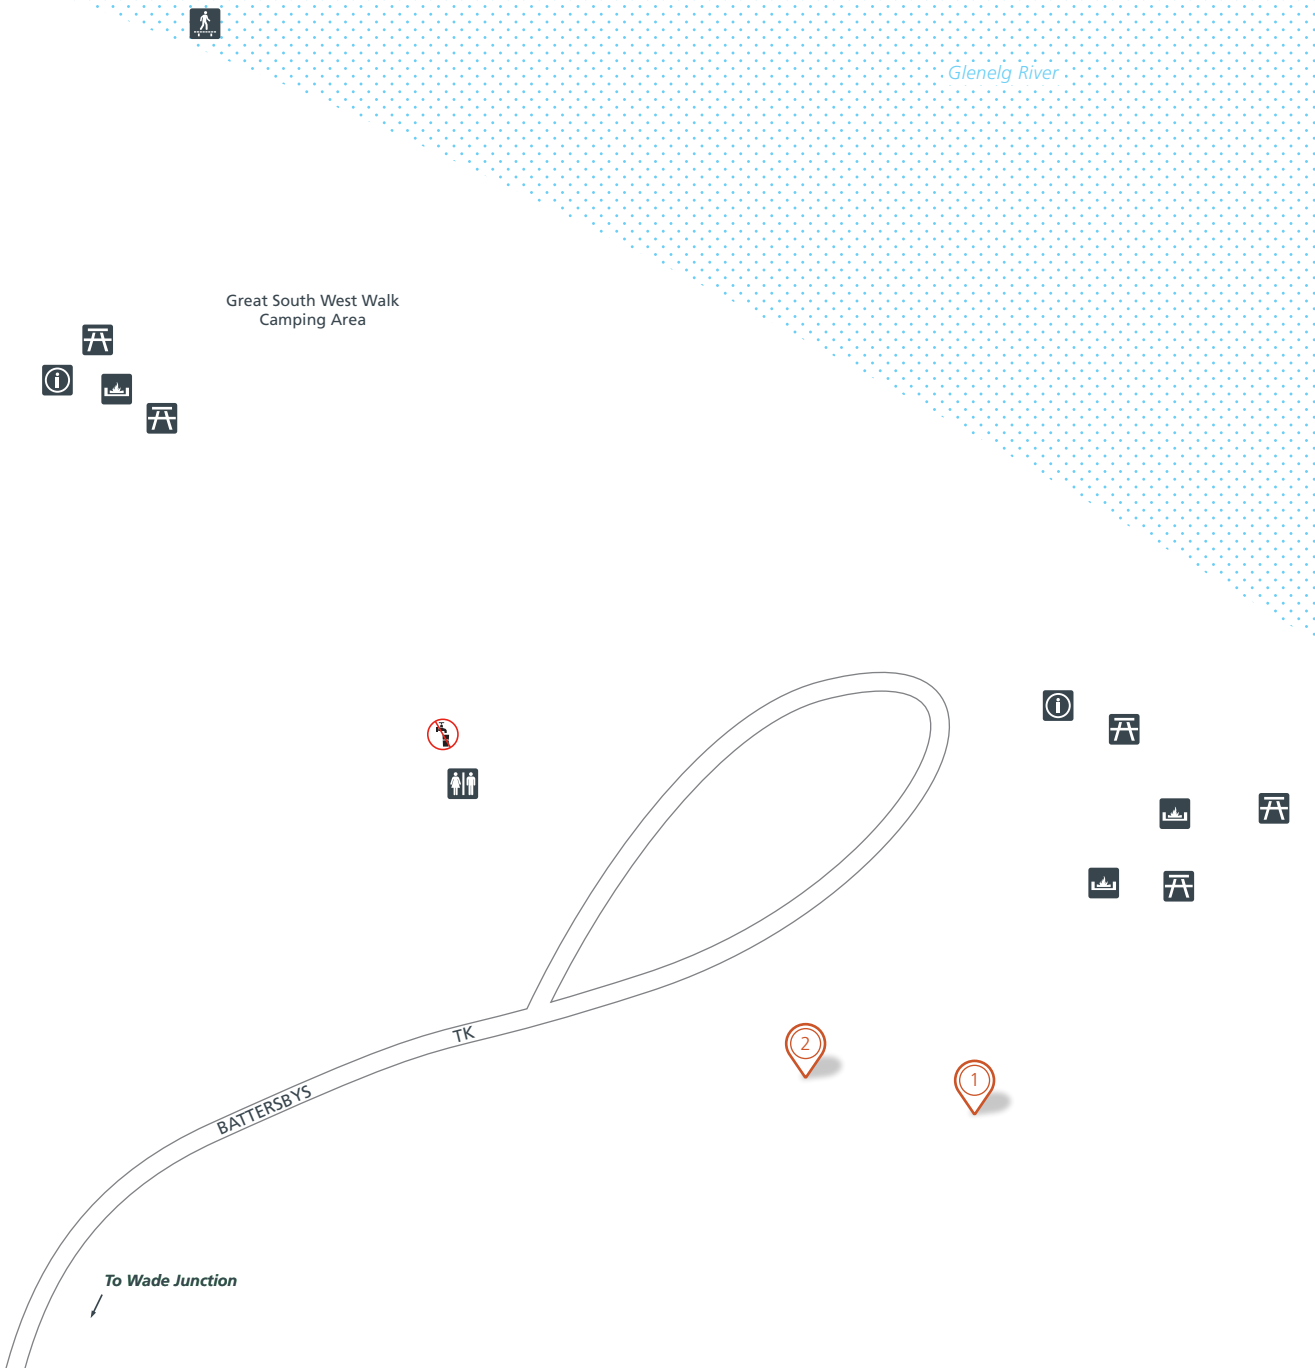 Glenelg River
Great South West Walk
Camping Area
2
1
BATTERSBYS TK
To Wade Junction